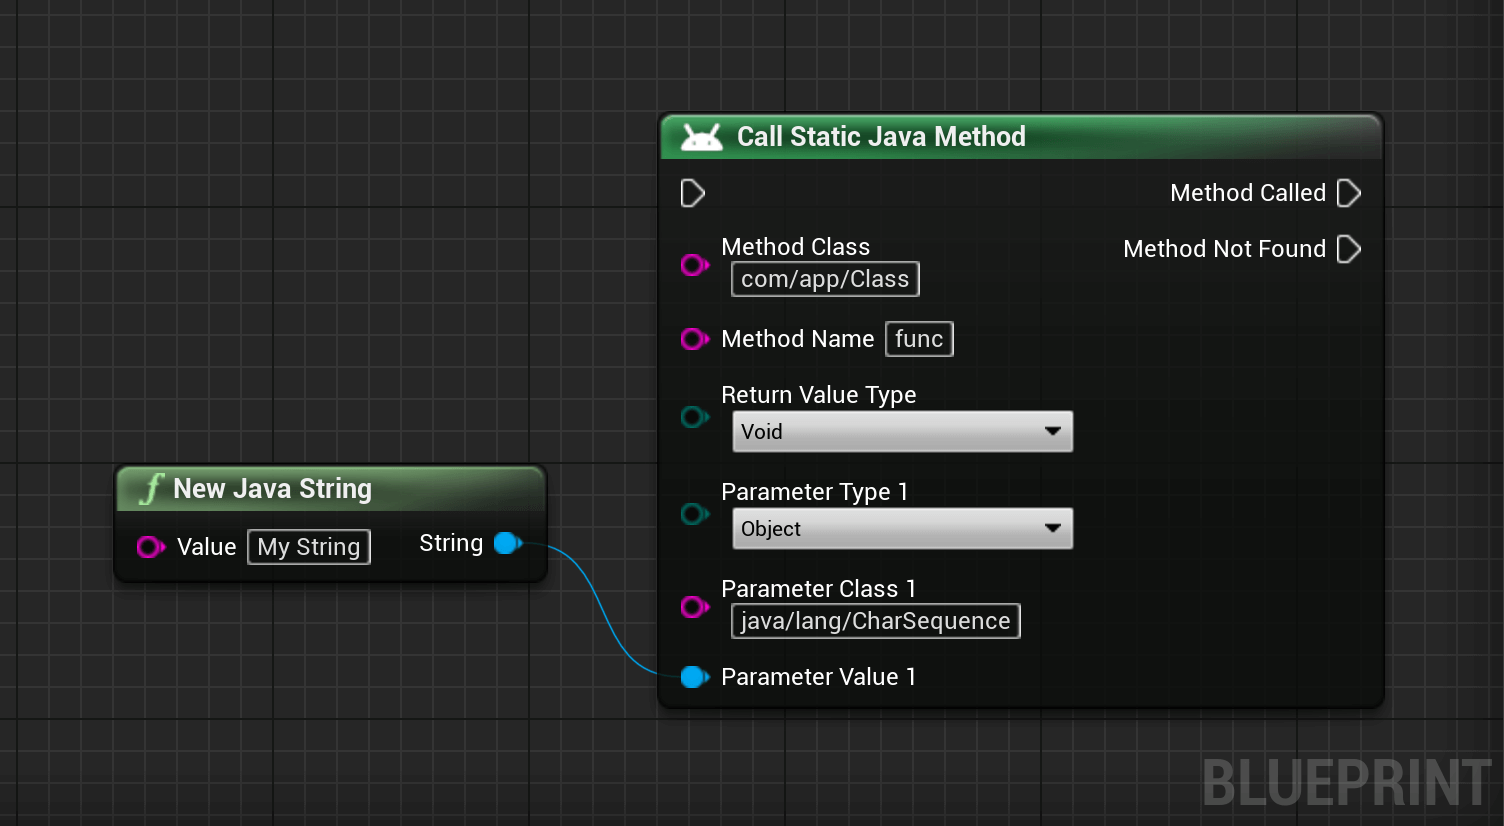 Call Static Java Method
Method Called
Method Class
com/app/Class
Method Not Found
Method Name func
Return Value Type
Void
Parameter Type 1
Object
Parameter Class 1
java/lang/CharSequence
Parameter Value 1
f New Java String
Value My String String
BLUEPRINT